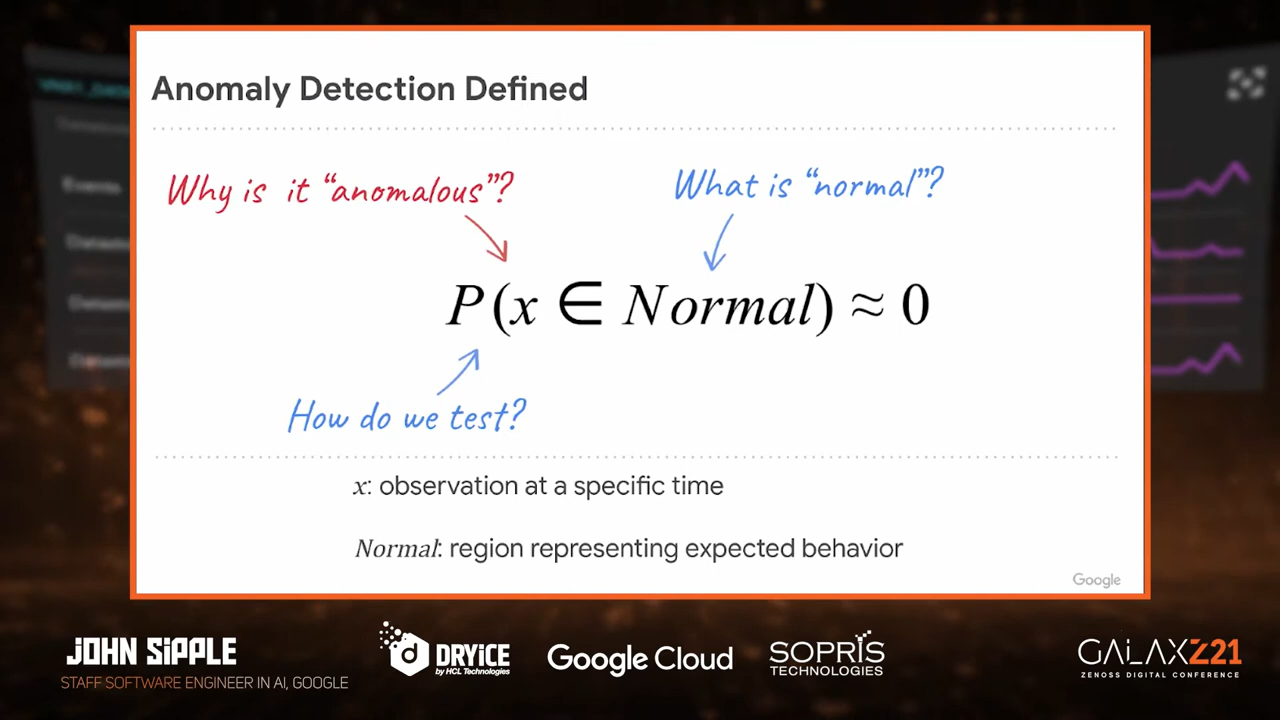 Anomaly Detection Defined
Why is it “anomalous”?
What is “normal”?
P(x ∈ Normal) ≈ 0
How do we test?
x: observation at a specific time
Normal: region representing expected behavior
Google
JOHN SiPPLE
STAFF SOFTWARE ENGINEER IN AI, GOOGLE
d DRYiCE
by HCL Technologies
Google Cloud
SOPRIS
TECHNOLOGIES
GALAXZ21
ZENOSS DIGITAL CONFERENCE